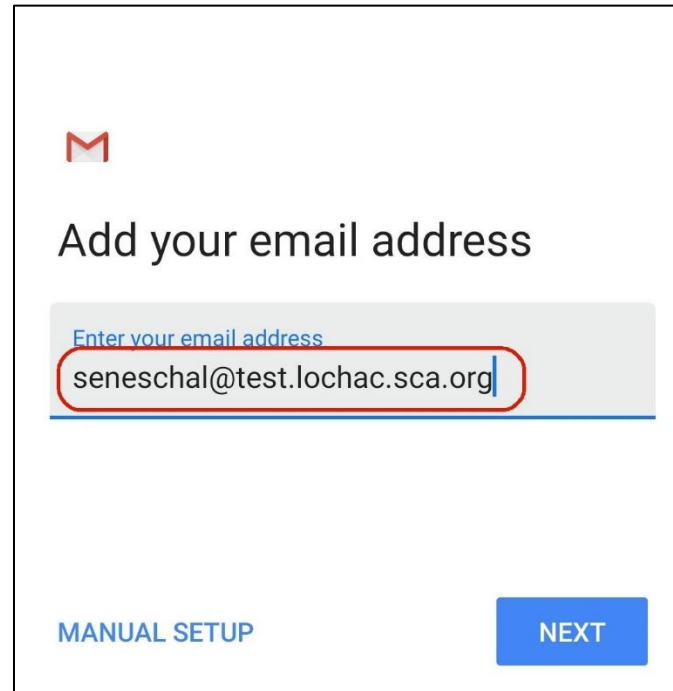 Add your email address
Enter your email address
seneschal@test.lochac.sca.org
MANUAL SETUP
NEXT